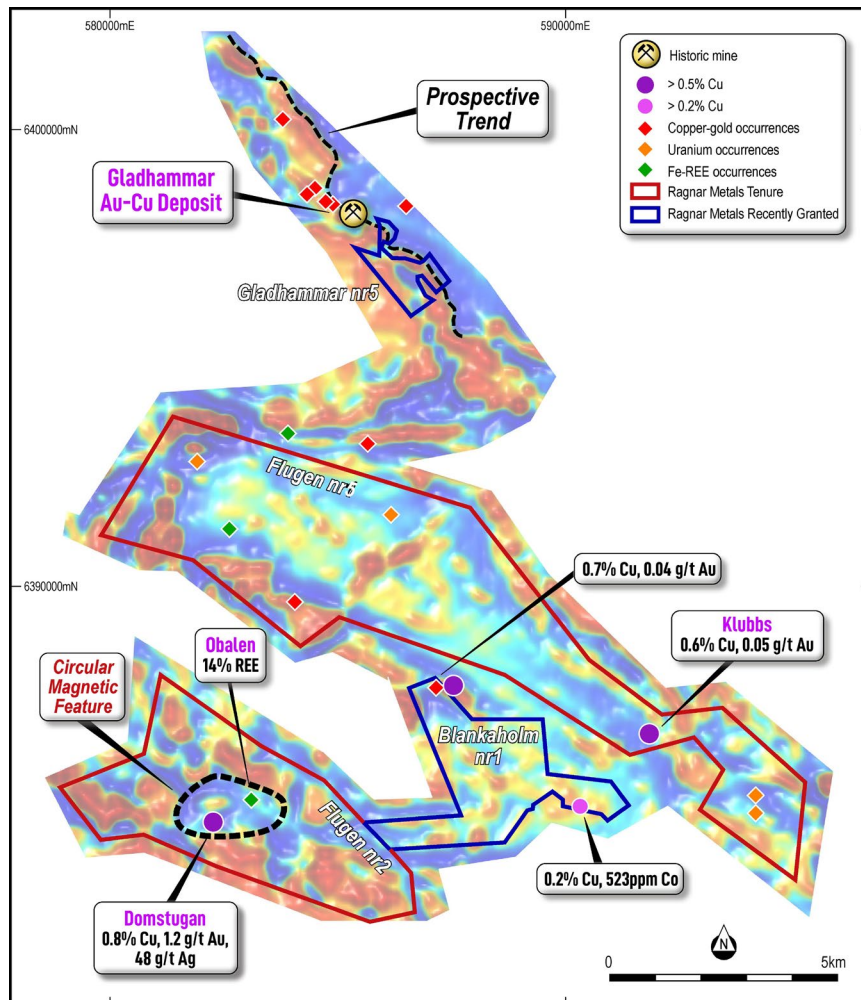 580000mE
590000mE
6400000mN
6390000mN
Historic mine
> 0.5% Cu
> 0.2% Cu
Copper-gold occurrences
Uranium occurrences
Fe-REE occurrences
Ragnar Metals Tenure
Ragnar Metals Recently Granted
Prospective
Trend
Gladhammar
Au-Cu Deposit
Gladhammar nr5
Flugen nr5
0.7% Cu, 0.04 g/t Au
Klubbs
0.6% Cu, 0.05 g/t Au
Obalen
14% REE
Circular
Magnetic
Feature
Blankaholm
nr1
Flugen nr2
0.2% Cu, 523ppm Co
Domstugan
0.8% Cu, 1.2 g/t Au,
48 g/t Ag
N
0
5km